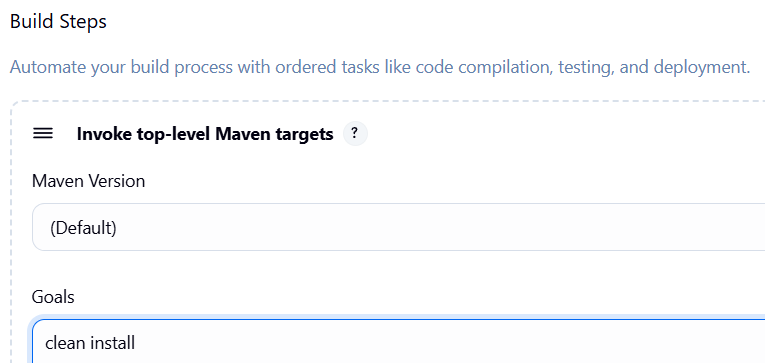 Build Steps
Automate your build process with ordered tasks like code compilation, testing, and deployment.
Invoke top-level Maven targets ?
Maven Version
(Default)
Goals
clean install